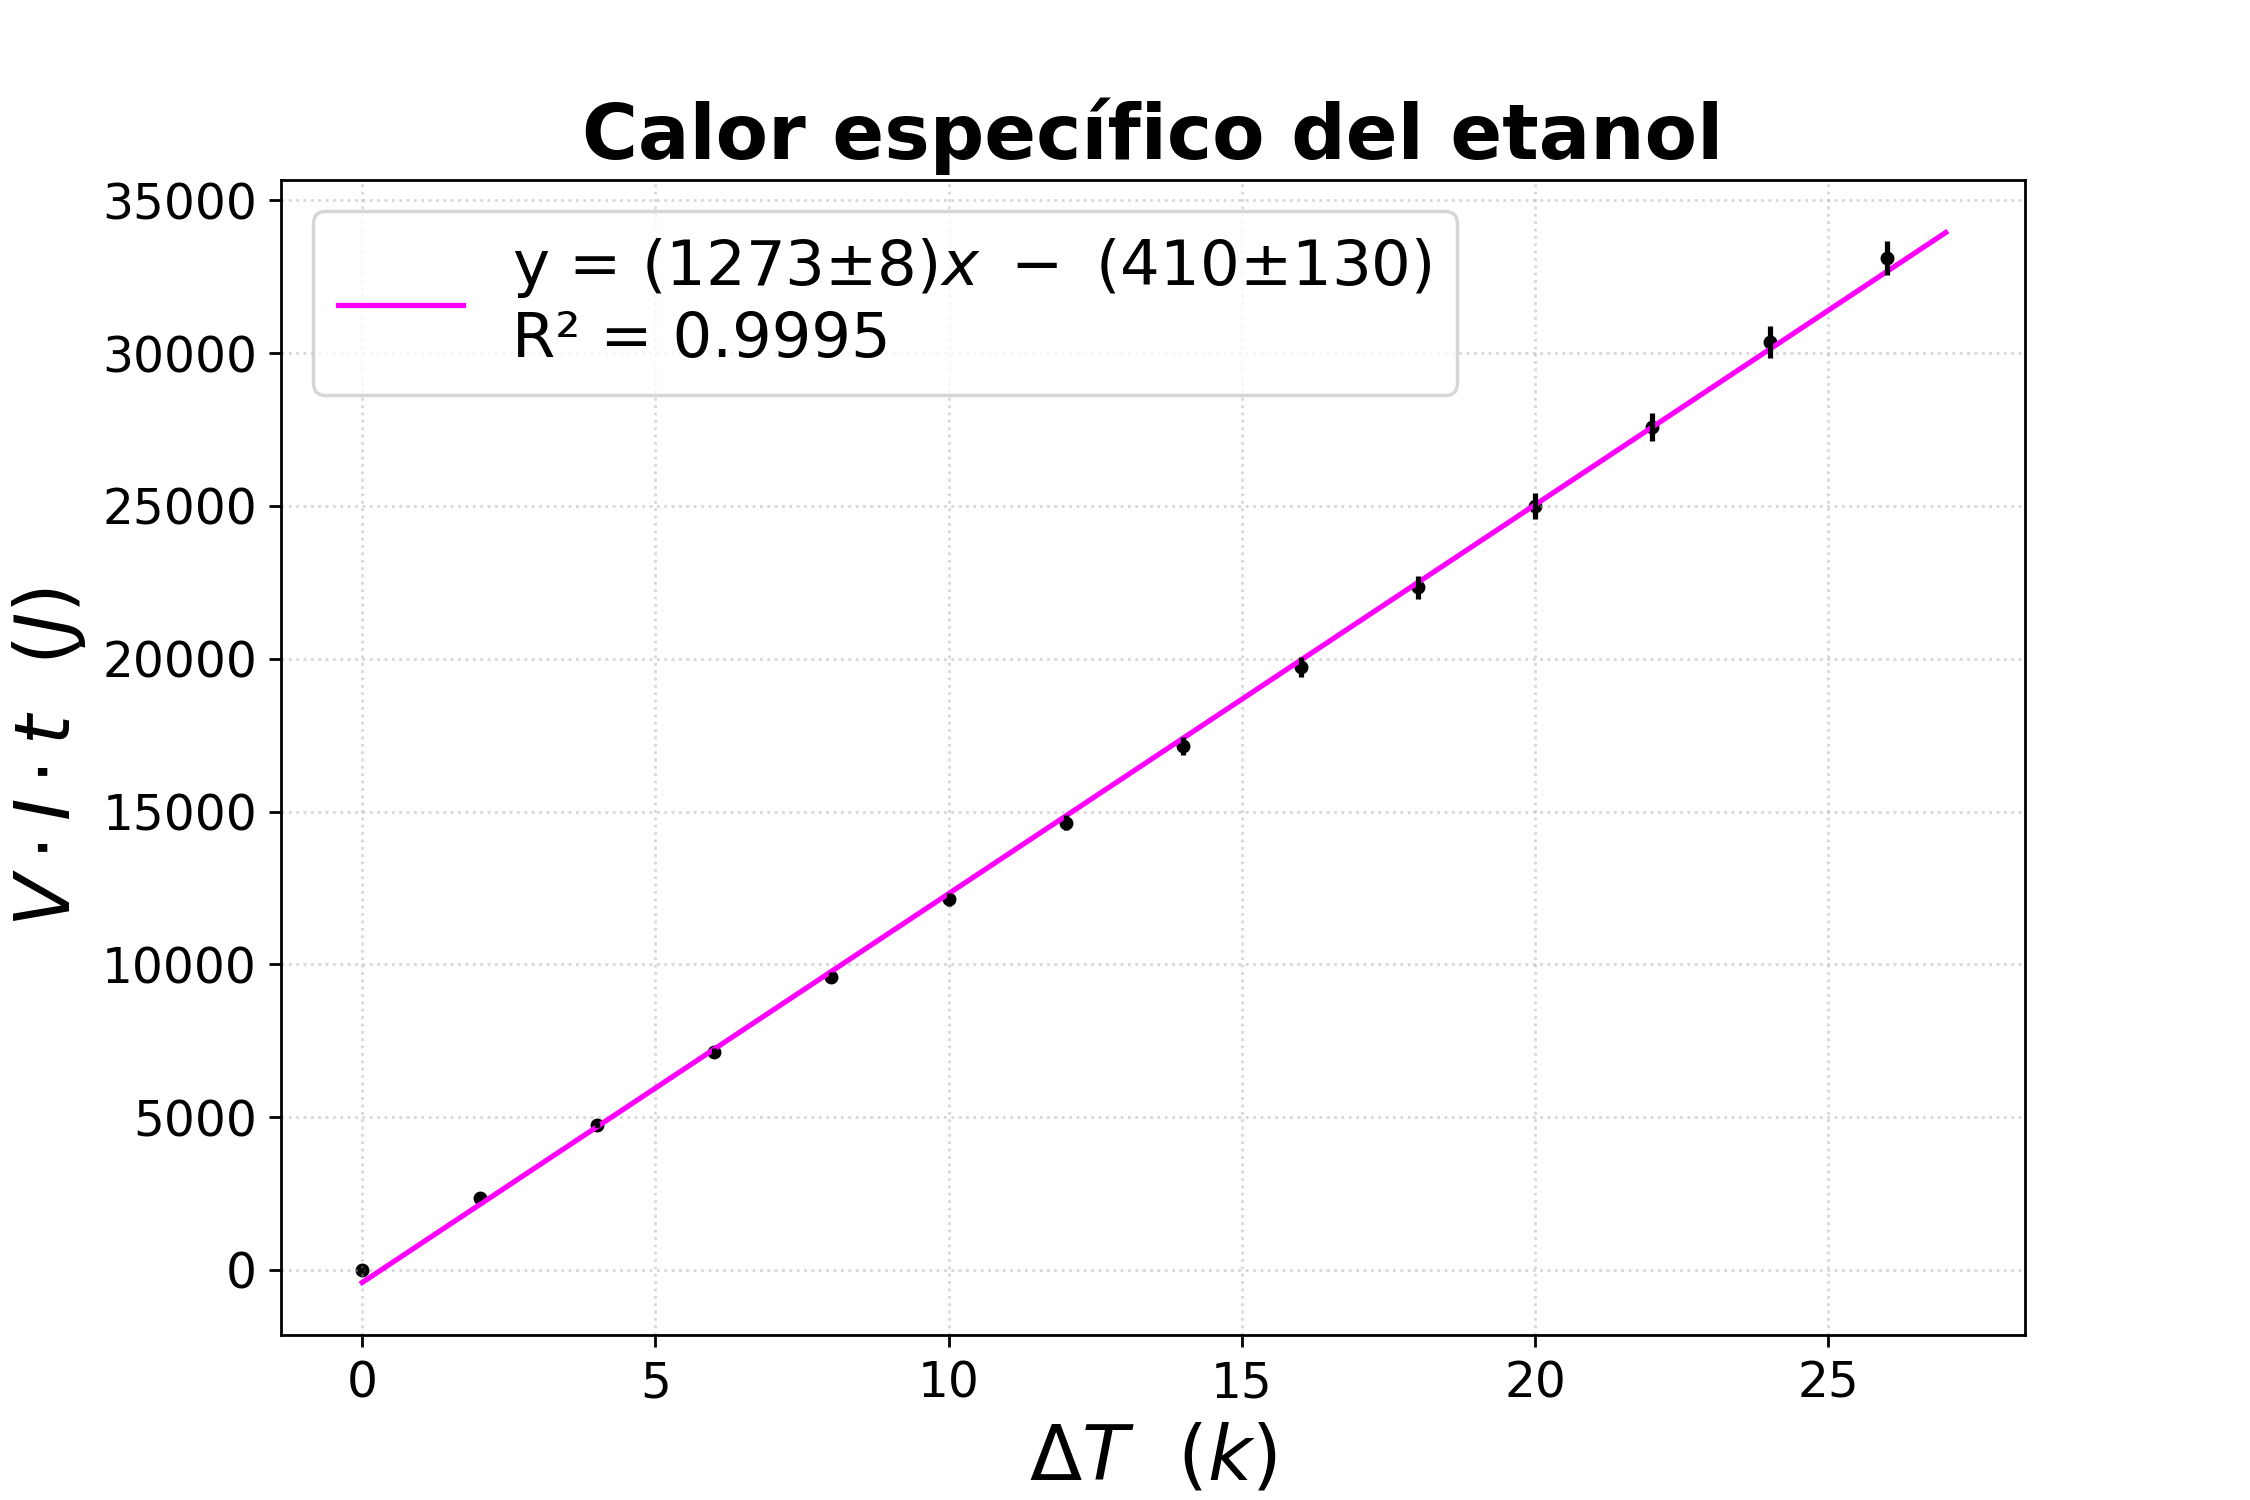 Calor específico del etanol
y = (1273±8)x − (410±130)
R² = 0.9995
35000
30000
25000
20000
15000
10000
5000
0
V · I · t (J)
0 5 10 15 20 25
ΔT (k)